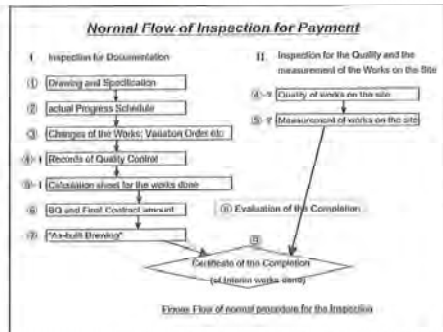 Normal Flow of Inspection for Payment
I Inspection for Documentation
① Drawing and Specification
② actual Progress Schedule
③ Changes of the Works; Variation Order etc
④-1 Records of Quality Control
⑤-1 Calculation sheet for the works done
⑥ BQ and Final Contract amount
⑦ "As-built Drawing"
II. Inspection for the Quality and the
measurement of the Works on the Site
④-2 Quality of works on the site
⑤-2 Measurement of works on the site
⑧ Evaluation of the Completion
⑨
Certificate of the Completion
(of Interim works done)
Figure Flow of normal procedure for the Inspection